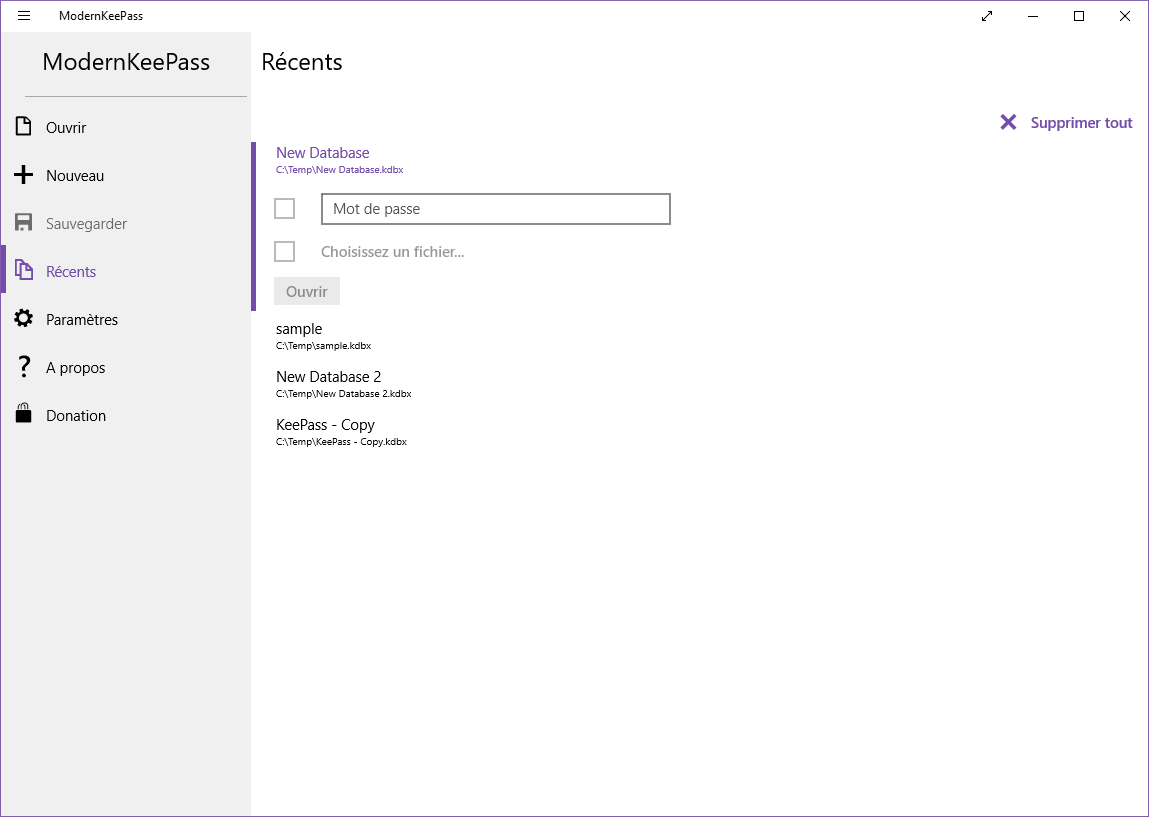 ModernKeePass
ModernKeePass
Ouvrir
Nouveau
Sauvegarder
Récents
Paramètres
A propos
Donation
Récents
Supprimer tout
New Database
C:\Temp\New Database.kdbx
Mot de passe
Choisissez un fichier...
Ouvrir
sample
C:\Temp\sample.kdbx
New Database 2
C:\Temp\New Database 2.kdbx
KeePass - Copy
C:\Temp\KeePass - Copy.kdbx